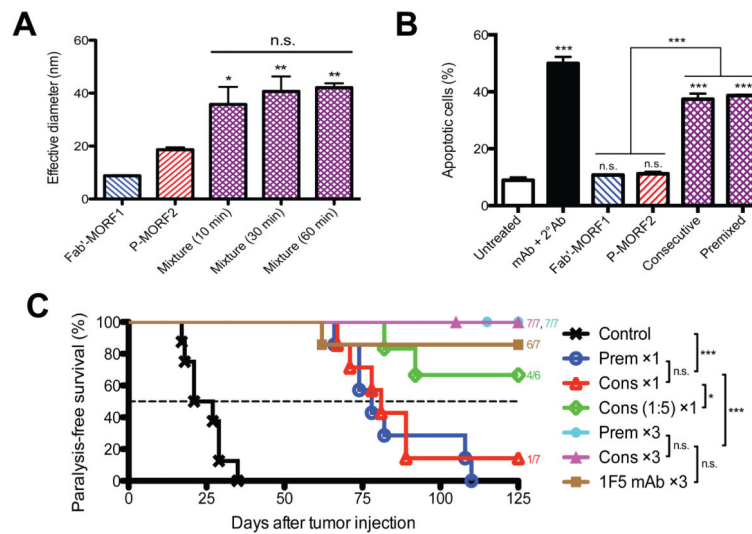 A
n.s.
Effective diameter (nm)
60
40
20
0
*
**
**
Fab'-MORF1
P-MORF2
Mixture (10 min)
Mixture (30 min)
Mixture (60 min)
B
***
Apoptotic cells (%)
60
40
20
0
***
n.s.
n.s.
***
***
Untreated
mAb + 2°Ab
Fab'-MORF1
P-MORF2
Consecutive
Premixed
C
Paralysis-free survival (%)
100
80
60
40
20
0
0
25
50
75
100
125
Days after tumor injection
7/7, 7/7
6/7
4/6
1/7
Control
Prem ×1
Cons ×1
Cons (1:5) ×1
Prem ×3
Cons ×3
1F5 mAb ×3
***
n.s.
*
***
n.s.
n.s.